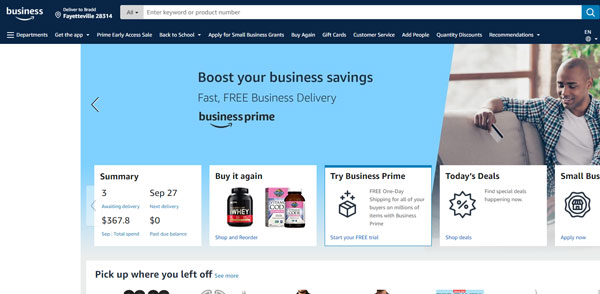 business
Deliver to Bradd
Fayetteville 28314
All
Enter keyword or product number
Departments Get the app Prime Early Access Sale Back to School Apply for Small Business Grants Buy Again Gift Cards Customer Service Add People Quantity Discounts Recommendations
EN
Boost your business savings
Fast, FREE Business Delivery
business prime
Summary
3
Awaiting delivery
Sep 27
Next delivery
$367.8
Sep : Total spend
$0
Past due balance
Buy it again
WHEY
VITAMIN
CODE
Shop and Reorder
Try Business Prime
FREE One-Day
Shipping for all of your
buyers on millions of
items with Business
Prime
Start your FREE trial
Today's Deals
Find special deals
happening now.
Shop deals
Small Bus
Apply now
Pick up where you left off See more